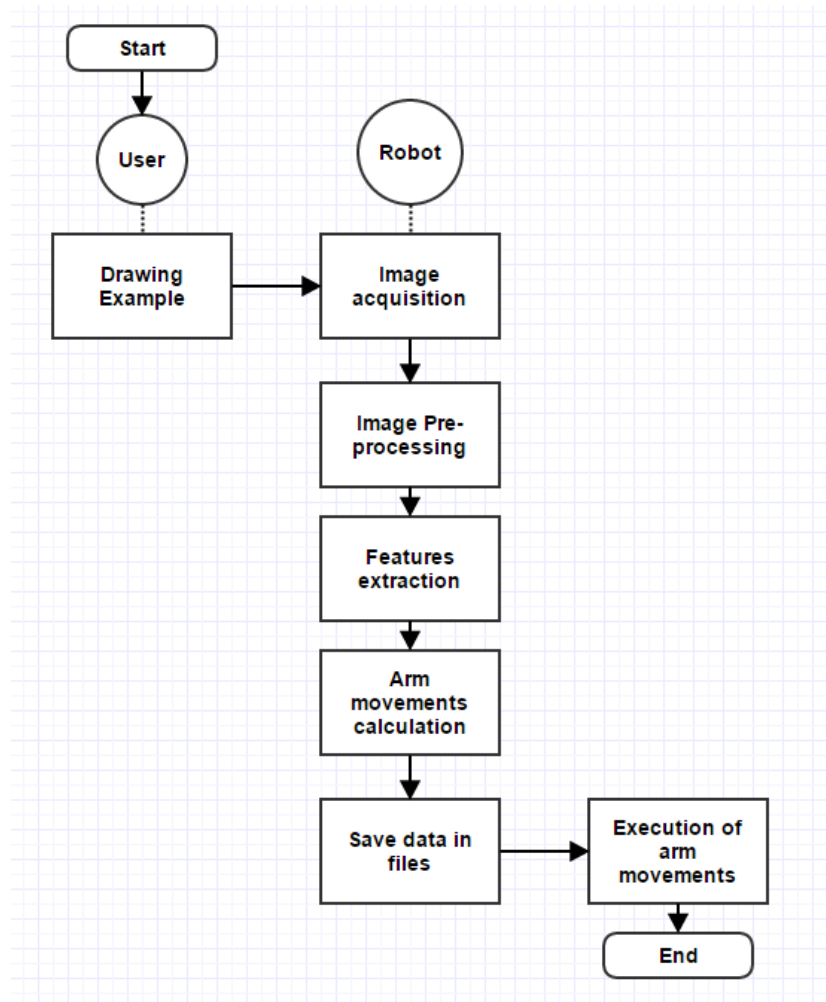 Start
User
Robot
Drawing
Example
Image
acquisition
Image Pre-
processing
Features
extraction
Arm
movements
calculation
Save data in
files
Execution of
arm
movements
End